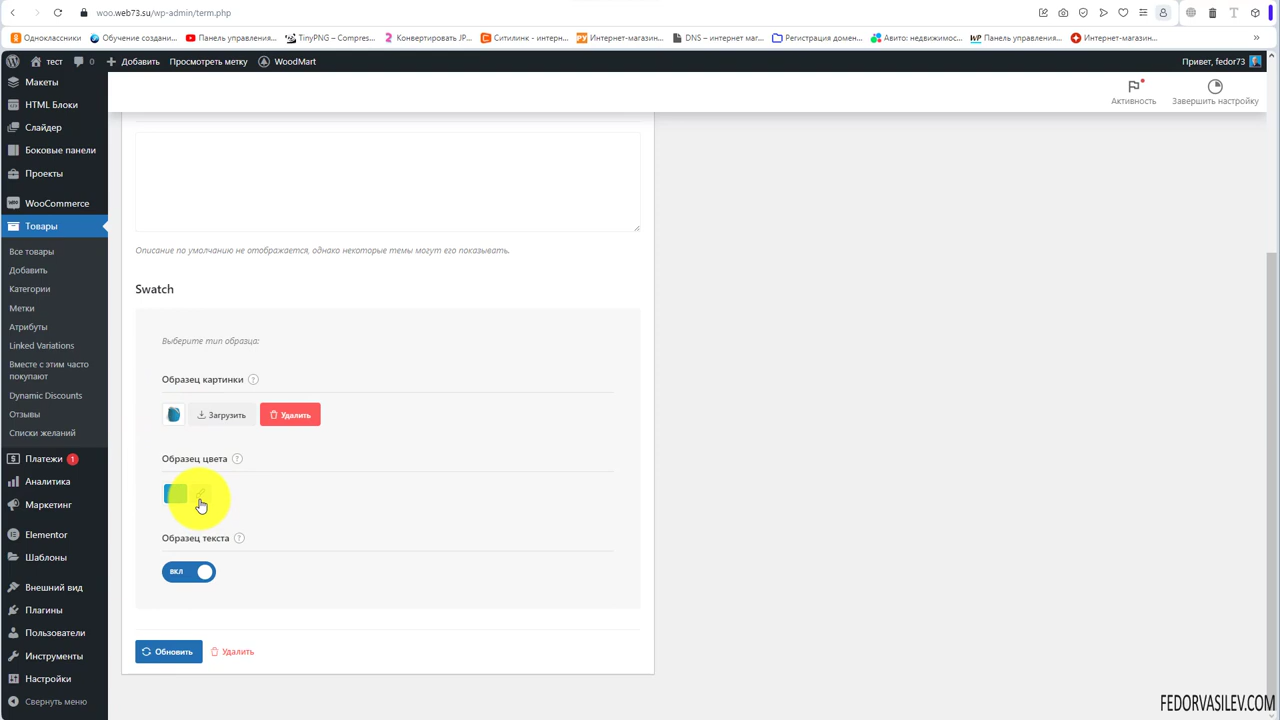 woo.web73.su/wp-admin/term.php
Одноклассники
Обучение создани...
Панель управления...
TinyPNG – Compres...
Конвертировать JP...
Ситилинк - интерн...
Интернет-магазин...
DNS – интернет маг...
Регистрация домен...
Авито: недвижимос...
Панель управления...
Интернет-магазин...
»
тест
0
Добавить
Просмотреть метку
WoodMart
Привет, fedor73
Активность
Завершить настройку
Макеты
HTML Блоки
Слайдер
Боковые панели
Проекты
WooCommerce
Товары
Все товары
Добавить
Категории
Метки
Атрибуты
Linked Variations
Вместе с этим часто
покупают
Dynamic Discounts
Отзывы
Списки желаний
Платежи 1
Аналитика
Маркетинг
Elementor
Шаблоны
Внешний вид
Плагины
Пользователи
Инструменты
Настройки
Свернуть меню
Описание по умолчанию не отображается, однако некоторые темы могут его показывать.
Swatch
Выберите тип образца:
Образец картинки ?
Загрузить
Удалить
Образец цвета ?
Образец текста ?
ВКЛ
Обновить
Удалить
FEDORVASILEV.COM